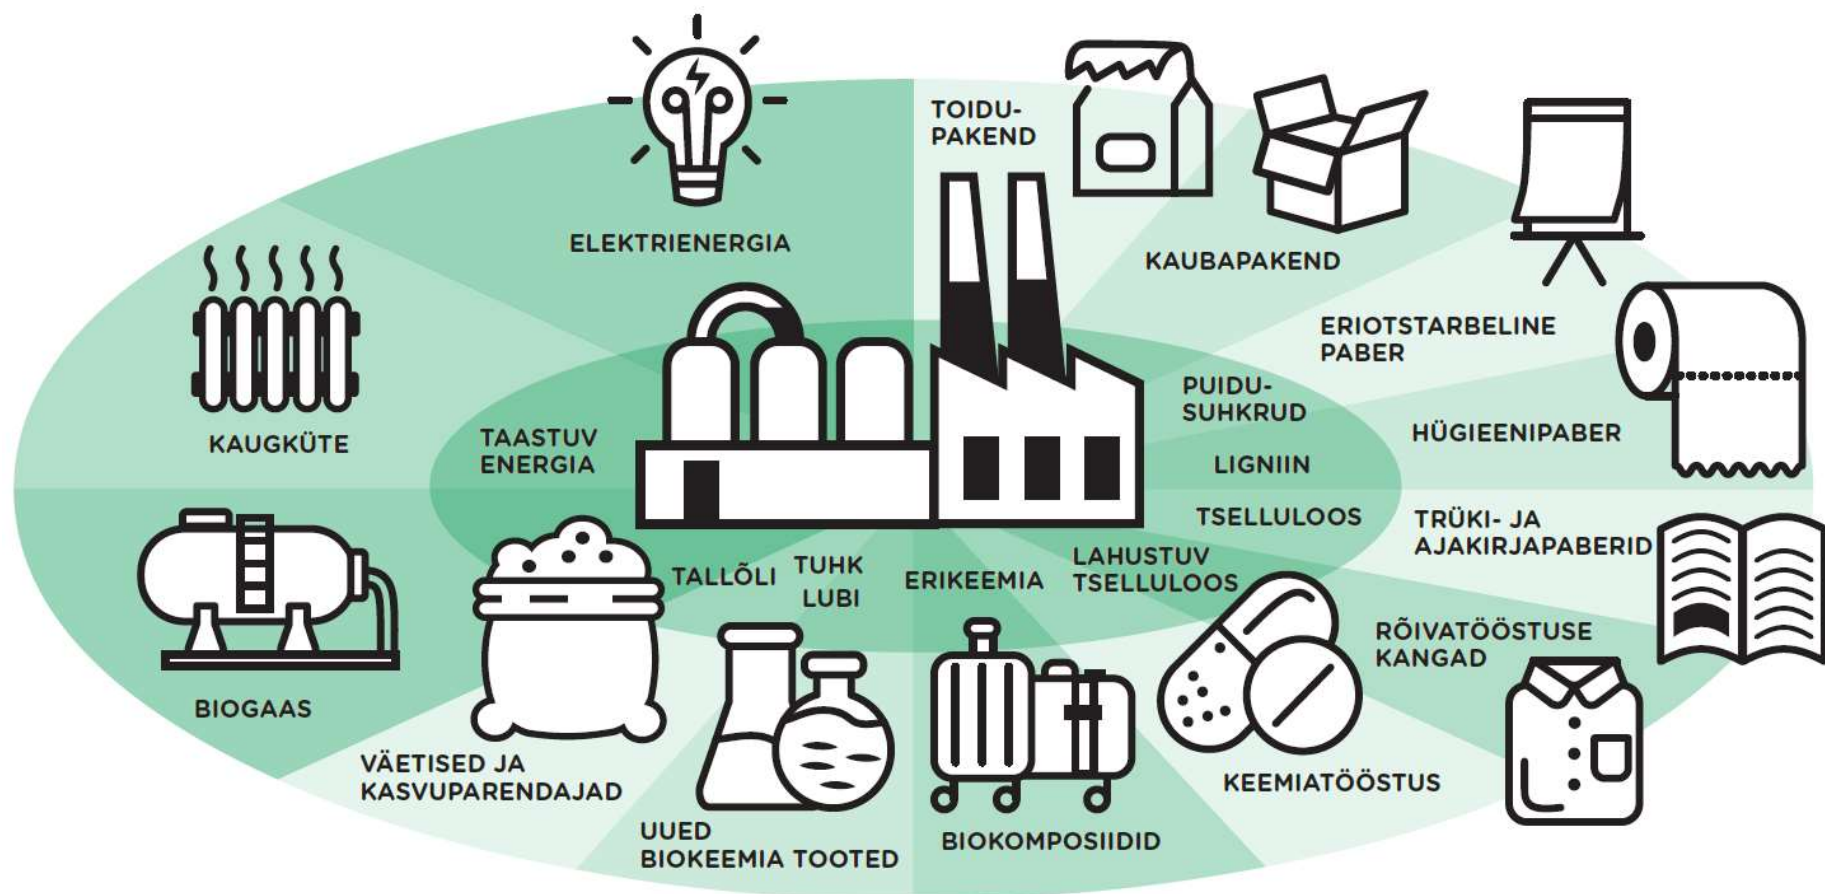 TOIDU-
PAKEND
ELEKTRIENERGIA
KAUBAPAKEND
ERIOTSTARBELINE
PABER
PUIDU-
SUHKRUD
HÜGIEENIPABER
KAUGKÜTE
TAASTUV
ENERGIA
LIGNIIN
TSELLULOOS
TRÜKI- JA
AJAKIRJAPABERID
TALLÕLI
TUHK
LUBI
ERIKEEMIA
LAHUSTUV
TSELLULOOS
RÕIVATÖÖSTUSE
KANGAD
BIOGAAS
VÄETISED JA
KASVUPARENDAJAD
KEEMIATÖÖSTUS
UUED
BIOKEEMIA TOOTED
BIOKOMPOSIIDID